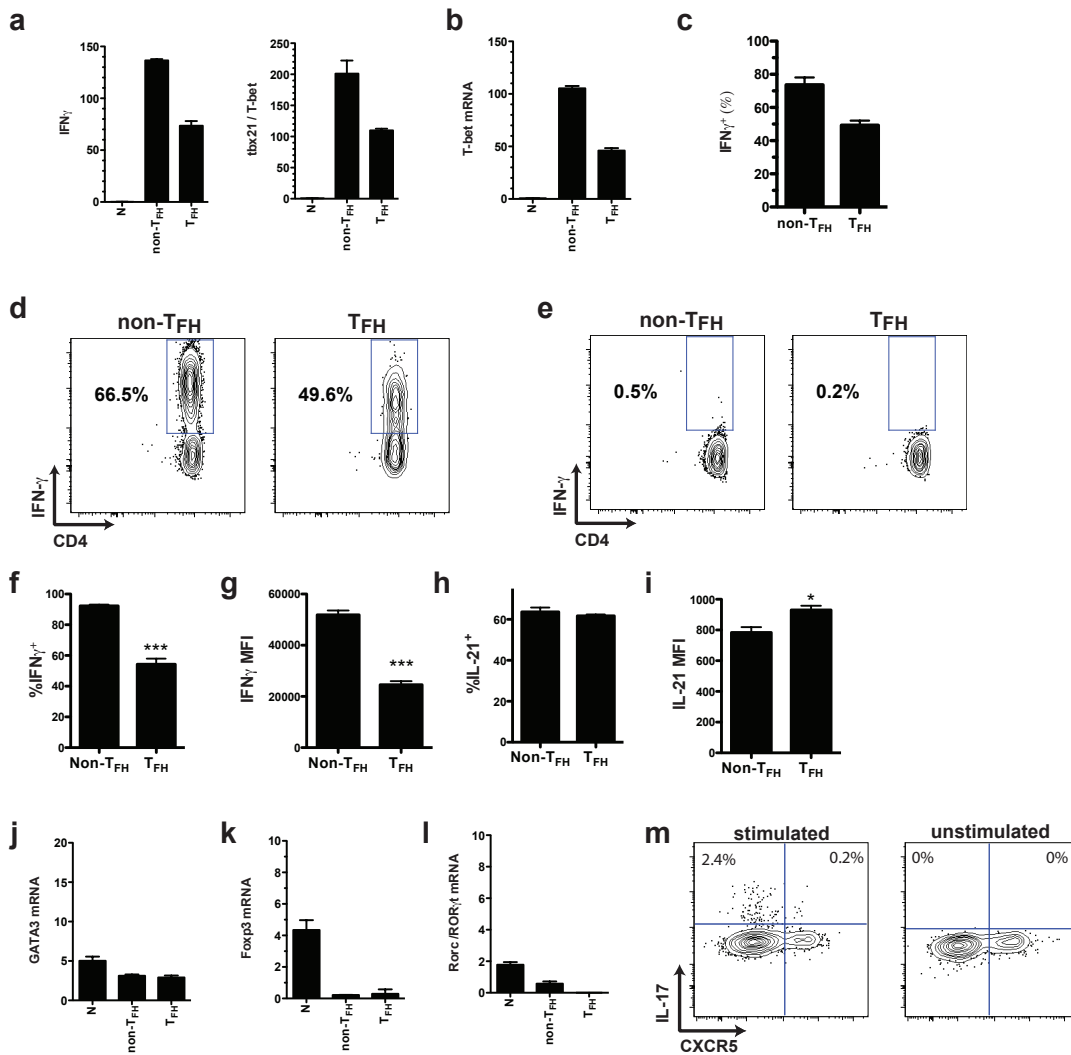 a
IFNγ
150
100
50
0
N
non-TFH
TFH
tbx21 / T-bet
250
200
150
100
50
0
N
non-TFH
TFH
b
T-bet mRNA
150
100
50
0
N
non-TFH
TFH
c
IFNγ+ (%)
100
80
60
40
20
0
non-TFH
TFH
d
non-TFH
TFH
66.5%
49.6%
IFN-γ
CD4
e
non-TFH
TFH
0.5%
0.2%
IFN-γ
CD4
f
%IFNγ+
100
80
60
40
20
0
***
Non-TFH
TFH
g
IFNγ MFI
60000
40000
20000
0
***
Non-TFH
TFH
h
%IL-21+
60
40
20
0
Non-TFH
TFH
i
IL-21 MFI
1000
800
600
400
200
0
*
Non-TFH
TFH
j
GATA3 mRNA
20
15
10
5
0
N
non-TFH
TFH
k
Foxp3 mRNA
10
8
6
4
2
0
N
non-TFH
TFH
l
Rorc /RORγt mRNA
10
8
6
4
2
0
N
non-TFH
TFH
m
stimulated
unstimulated
2.4%
0.2%
0%
0%
IL-17
CXCR5